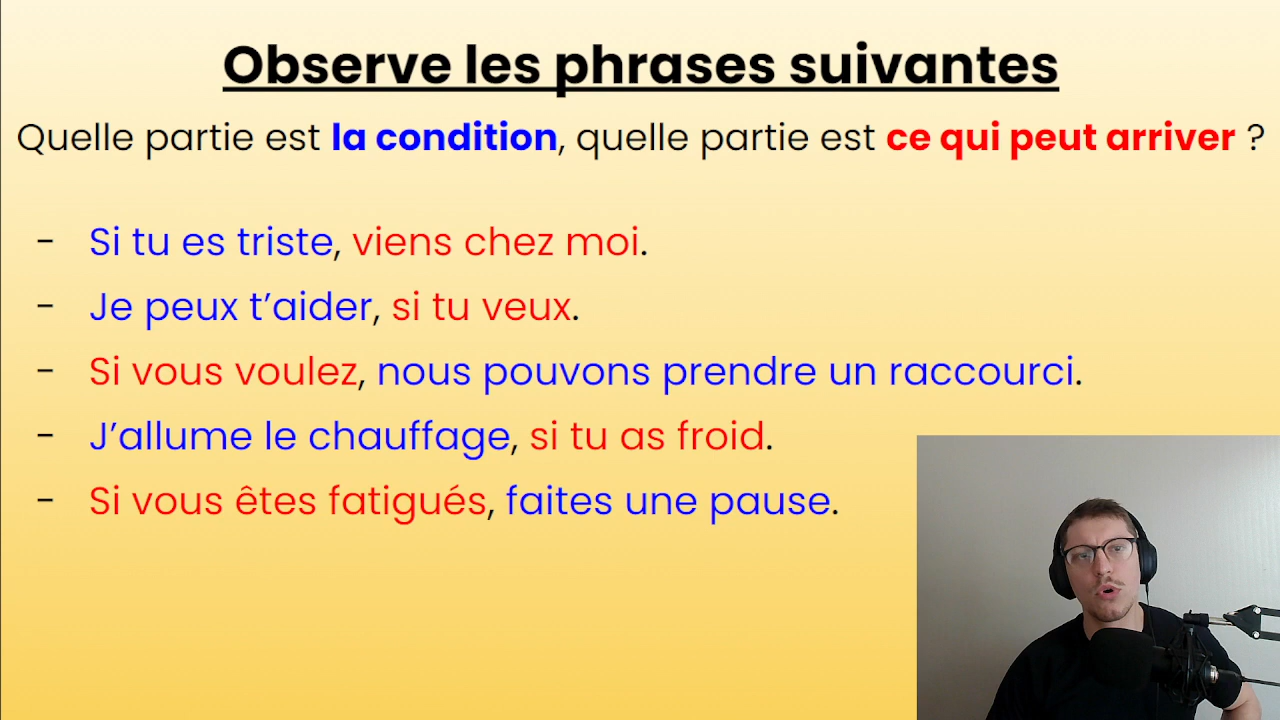 Observe les phrases suivantes
Quelle partie est la condition, quelle partie est ce qui peut arriver ?
- Si tu es triste, viens chez moi.
- Je peux t’aider, si tu veux.
- Si vous voulez, nous pouvons prendre un raccourci.
- J’allume le chauffage, si tu as froid.
- Si vous êtes fatigués, faites une pause.